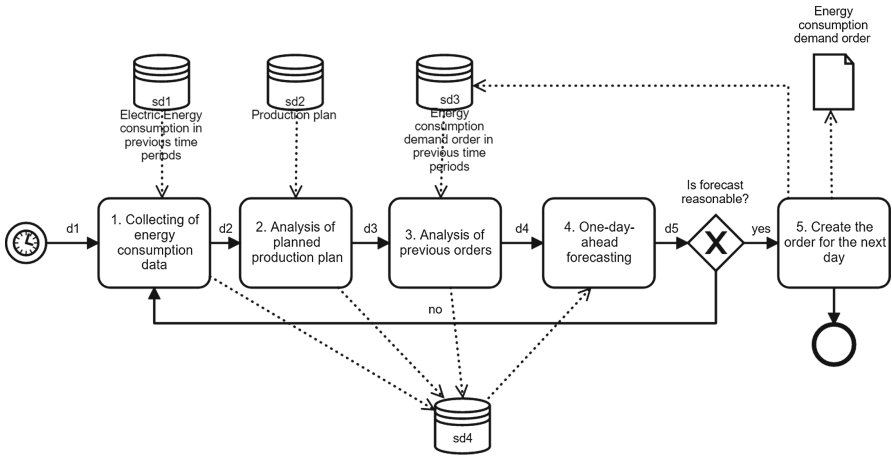 Energy
consumption
demand order
sd1
Electric Energy
consumption in
previous time
periods
sd2
Production plan
sd3
Energy
consumption
demand order in
previous time
periods
Is forecast
reasonable?
d1
1. Collecting of
energy
consumption
data
d2
2. Analysis of
planned
production plan
d3
3. Analysis of
previous orders
d4
4. One-day-
ahead
forecasting
d5
yes
5. Create the
order for the next
day
no
sd4